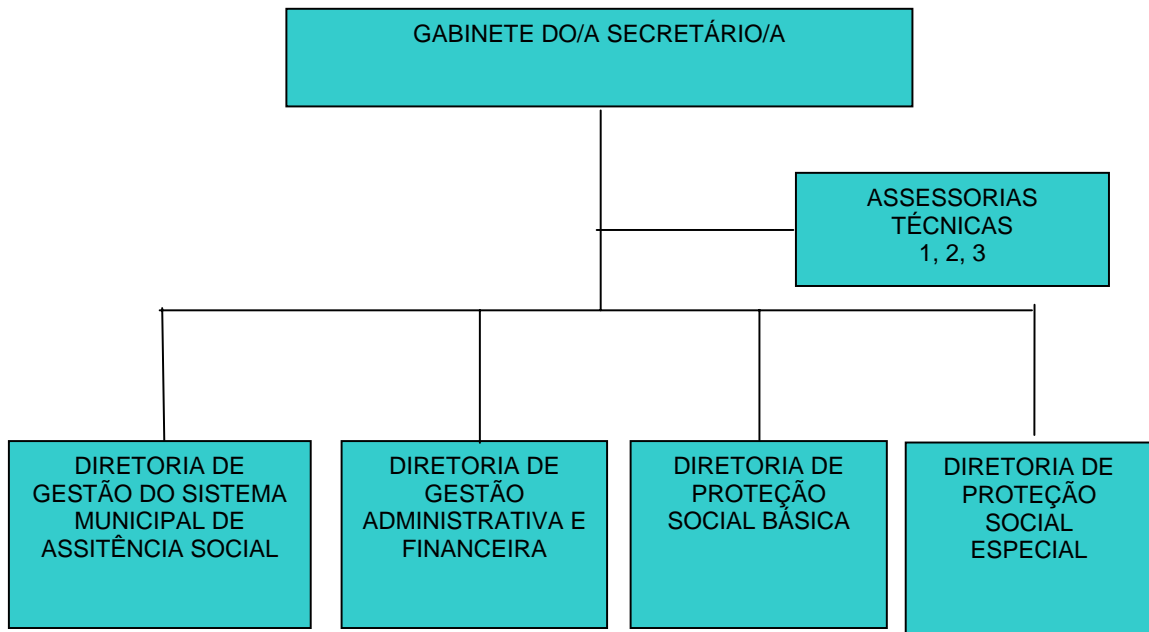 GABINETE DO/A SECRETÁRIO/A
ASSESSORIAS
TÉCNICAS
1, 2, 3
DIRETORIA DE
GESTÃO DO SISTEMA
MUNICIPAL DE
ASSITÊNCIA SOCIAL
DIRETORIA DE
GESTÃO
ADMINISTRATIVA E
FINANCEIRA
DIRETORIA DE
PROTEÇÃO
SOCIAL BÁSICA
DIRETORIA DE
PROTEÇÃO
SOCIAL
ESPECIAL